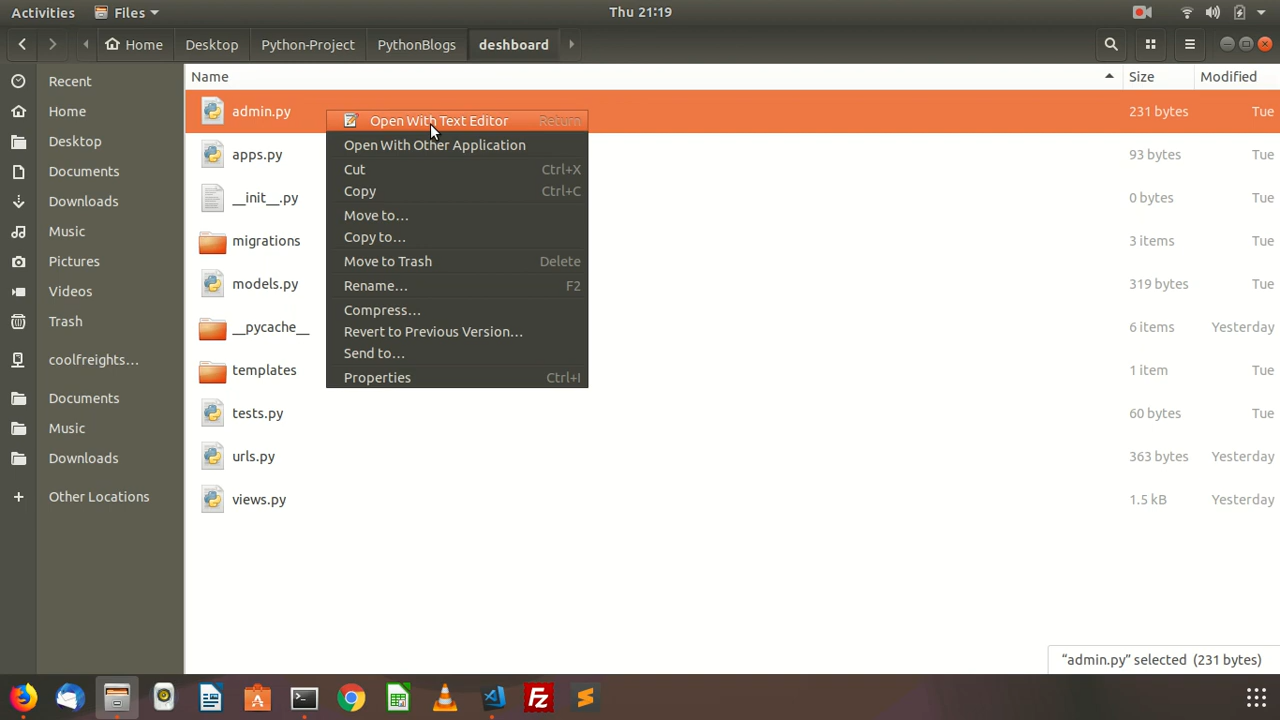 Activities Files Thu 21:19
Home Desktop Python-Project PythonBlogs deshboard
Name Size Modified
Recent
Home
Desktop
Documents
Downloads
Music
Pictures
Videos
Trash
coolfreights…
Documents
Music
Downloads
Other Locations
admin.py 231 bytes Tue
apps.py 93 bytes Tue
__init__.py 0 bytes Tue
migrations 3 items Tue
models.py 319 bytes Tue
__pycache__ 6 items Yesterday
templates 1 item Tue
tests.py 60 bytes Tue
urls.py 363 bytes Yesterday
views.py 1.5 kB Yesterday
Open With Text Editor Return
Open With Other Application
Cut Ctrl+X
Copy Ctrl+C
Move to…
Copy to…
Move to Trash Delete
Rename… F2
Compress…
Revert to Previous Version…
Send to…
Properties Ctrl+I
“admin.py” selected (231 bytes)
Fz